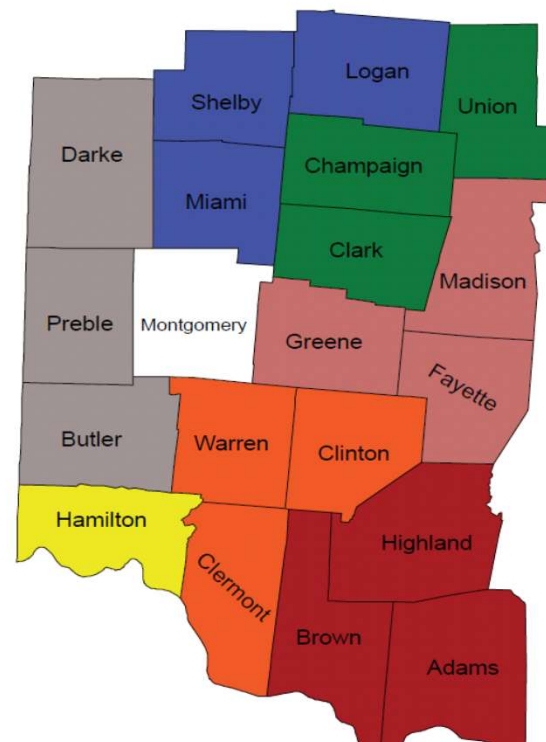 Logan
Shelby
Union
Darke
Champaign
Miami
Clark
Madison
Preble
Montgomery
Greene
Fayette
Butler
Warren
Clinton
Hamilton
Highland
Clermont
Brown
Adams